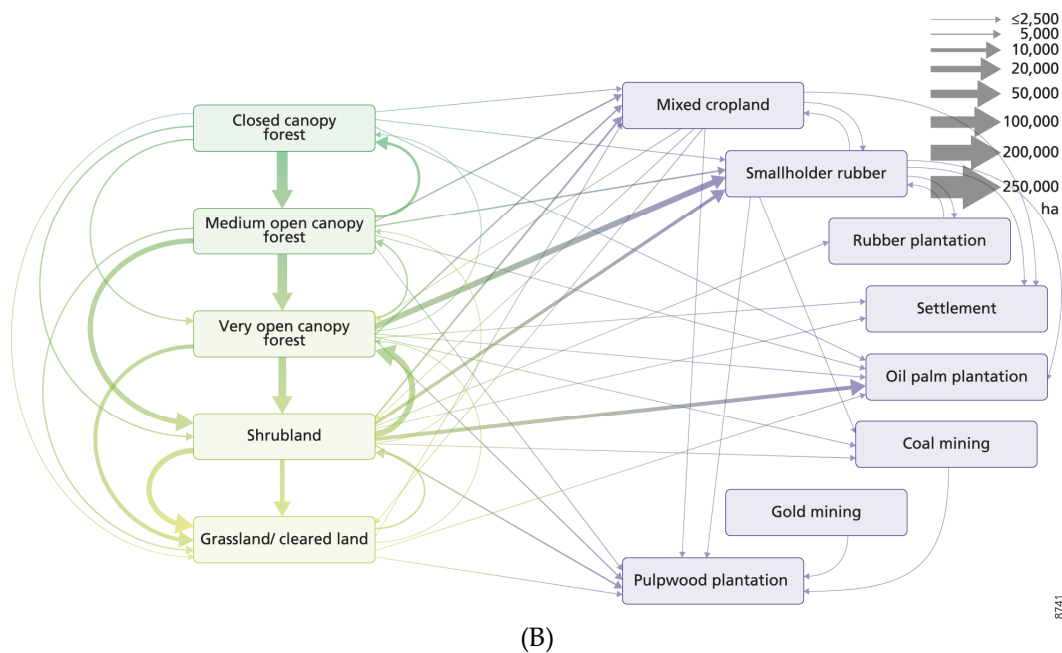 ≤2,500
5,000
10,000
20,000
50,000
100,000
200,000
250,000
ha
Closed canopy
forest
Medium open canopy
forest
Very open canopy
forest
Shrubland
Grassland/ cleared land
Mixed cropland
Smallholder rubber
Rubber plantation
Settlement
Oil palm plantation
Coal mining
Gold mining
Pulpwood plantation
8741
(B)